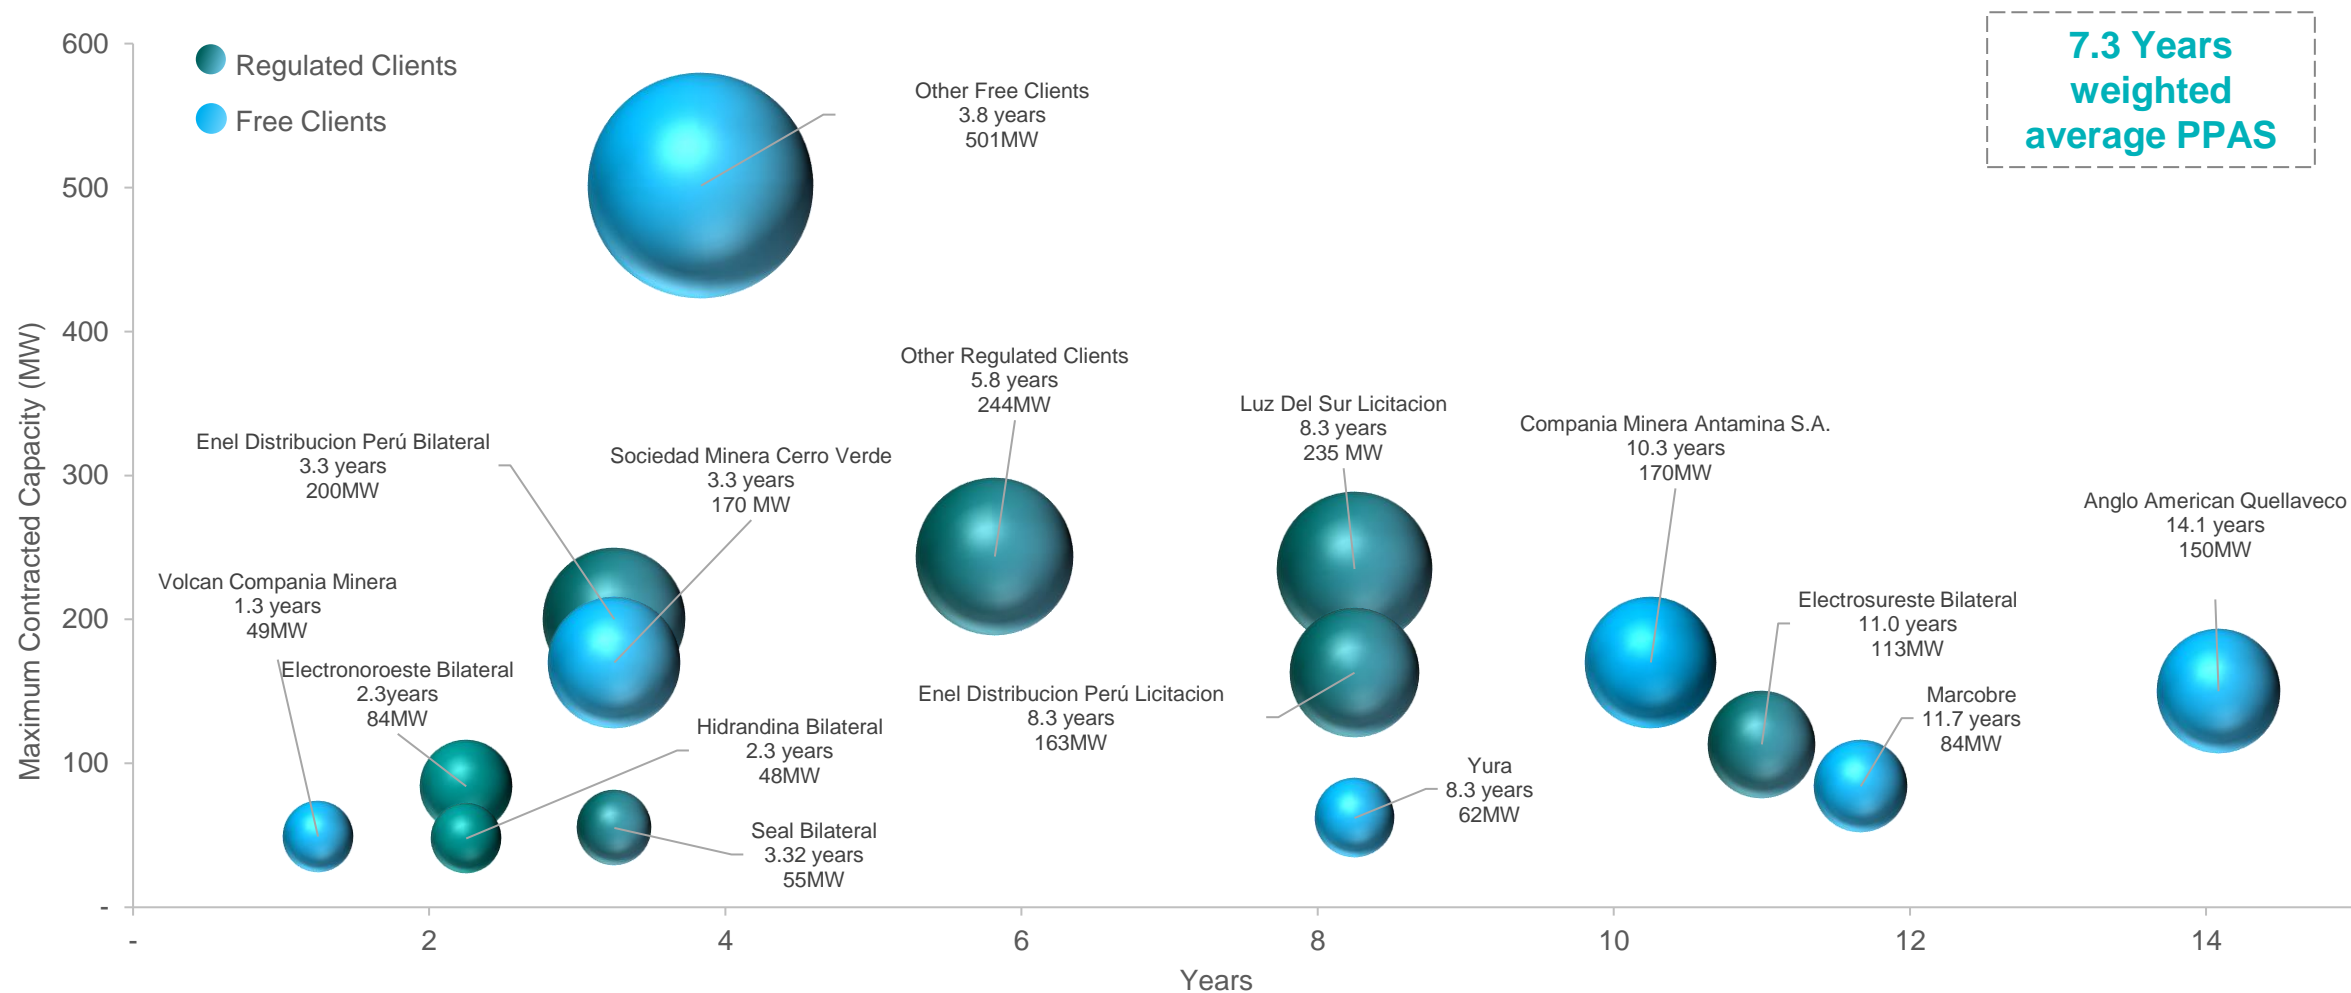 7.3 Years
weighted
average PPAS
Regulated Clients
Free Clients
Maximum Contracted Capacity (MW)
600
500
400
300
200
100
-
Other Free Clients
3.8 years
501MW
Other Regulated Clients
5.8 years
244MW
Luz Del Sur Licitacion
8.3 years
235 MW
Compania Minera Antamina S.A.
10.3 years
170MW
Enel Distribucion Perú Bilateral
3.3 years
200MW
Sociedad Minera Cerro Verde
3.3 years
170 MW
Anglo American Quellaveco
14.1 years
150MW
Volcan Compania Minera
1.3 years
49MW
Electrosureste Bilateral
11.0 years
113MW
Electronoroeste Bilateral
2.3years
84MW
Enel Distribucion Perú Licitacion
8.3 years
163MW
Marcobre
11.7 years
84MW
Hidrandina Bilateral
2.3 years
48MW
Yura
8.3 years
62MW
Seal Bilateral
3.32 years
55MW
-
2
4
6
8
10
12
14
Years